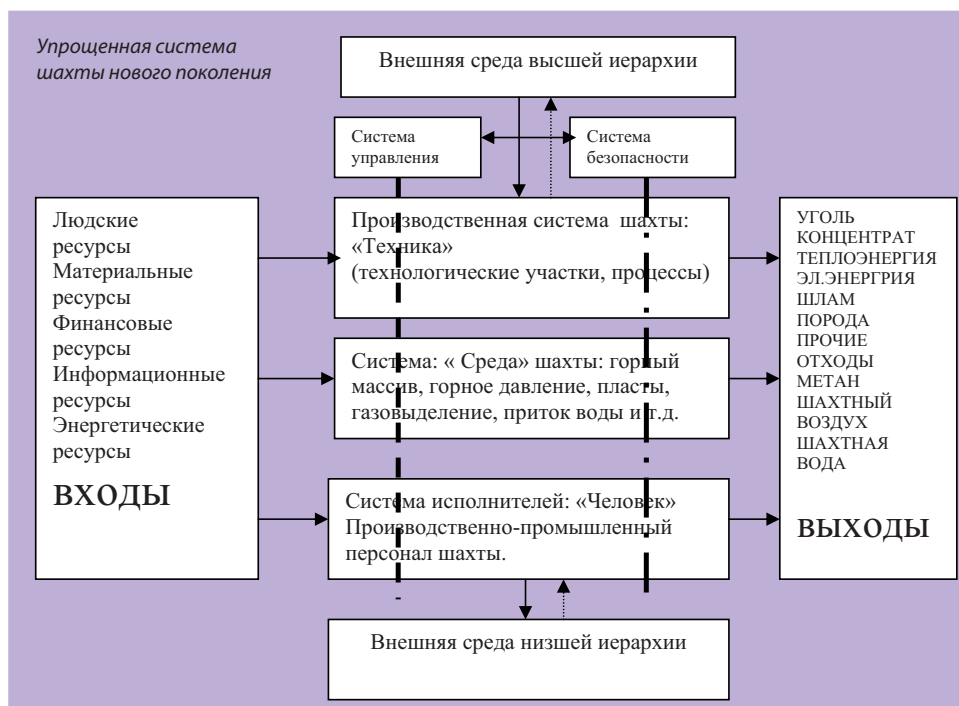 Упрощенная система
шахты нового поколения
Внешняя среда высшей иерархии
Система
управления
Система
безопасности
Людские
ресурсы
Материальные
ресурсы
Финансовые
ресурсы
Информационные
ресурсы
Энергетические
ресурсы
ВХОДЫ
Производственная система шахты:
«Техника»
(технологические участки, процессы)
Система: « Среда» шахты: горный
массив, горное давление, пласты,
газовыделение, приток воды и т.д.
Система исполнителей: «Человек»
Производственно-промышленный
персонал шахты.
УГОЛЬ
КОНЦЕНТРАТ
ТЕПЛОЭНЕРГИЯ
ЭЛ.ЭНЕРГРИЯ
ШЛАМ
ПОРОДА
ПРОЧИЕ
ОТХОДЫ
МЕТАН
ШАХТНЫЙ
ВОЗДУХ
ШАХТНАЯ
ВОДА
ВЫХОДЫ
Внешняя среда низшей иерархии